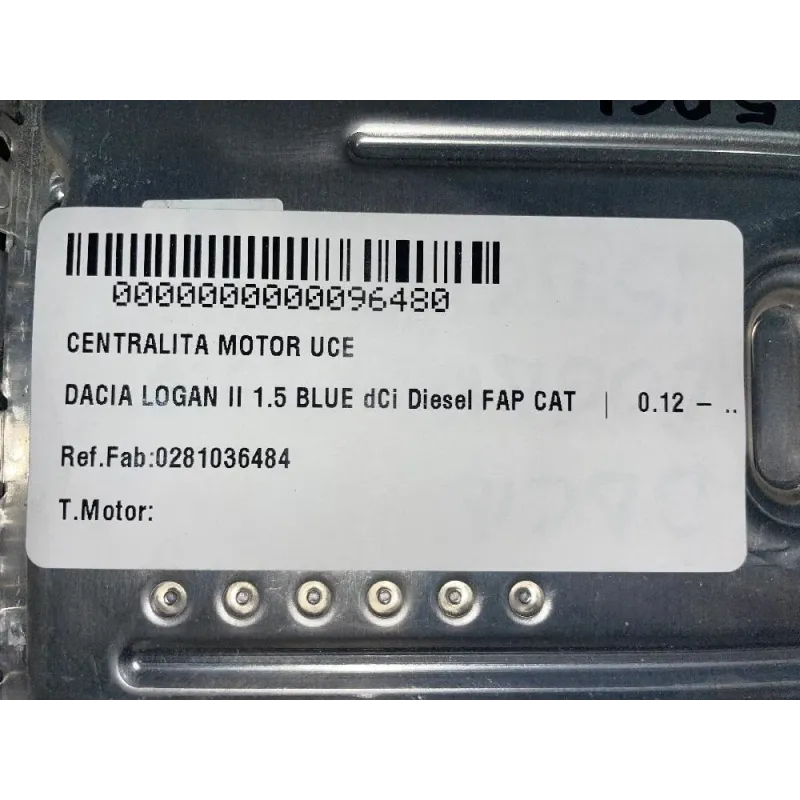 0000000000096480
CENTRALITA MOTOR UCE
DACIA LOGAN II 1.5 BLUE dCi Diesel FAP CAT | 0.12 – ..
Ref.Fab:0281036484
T.Motor: